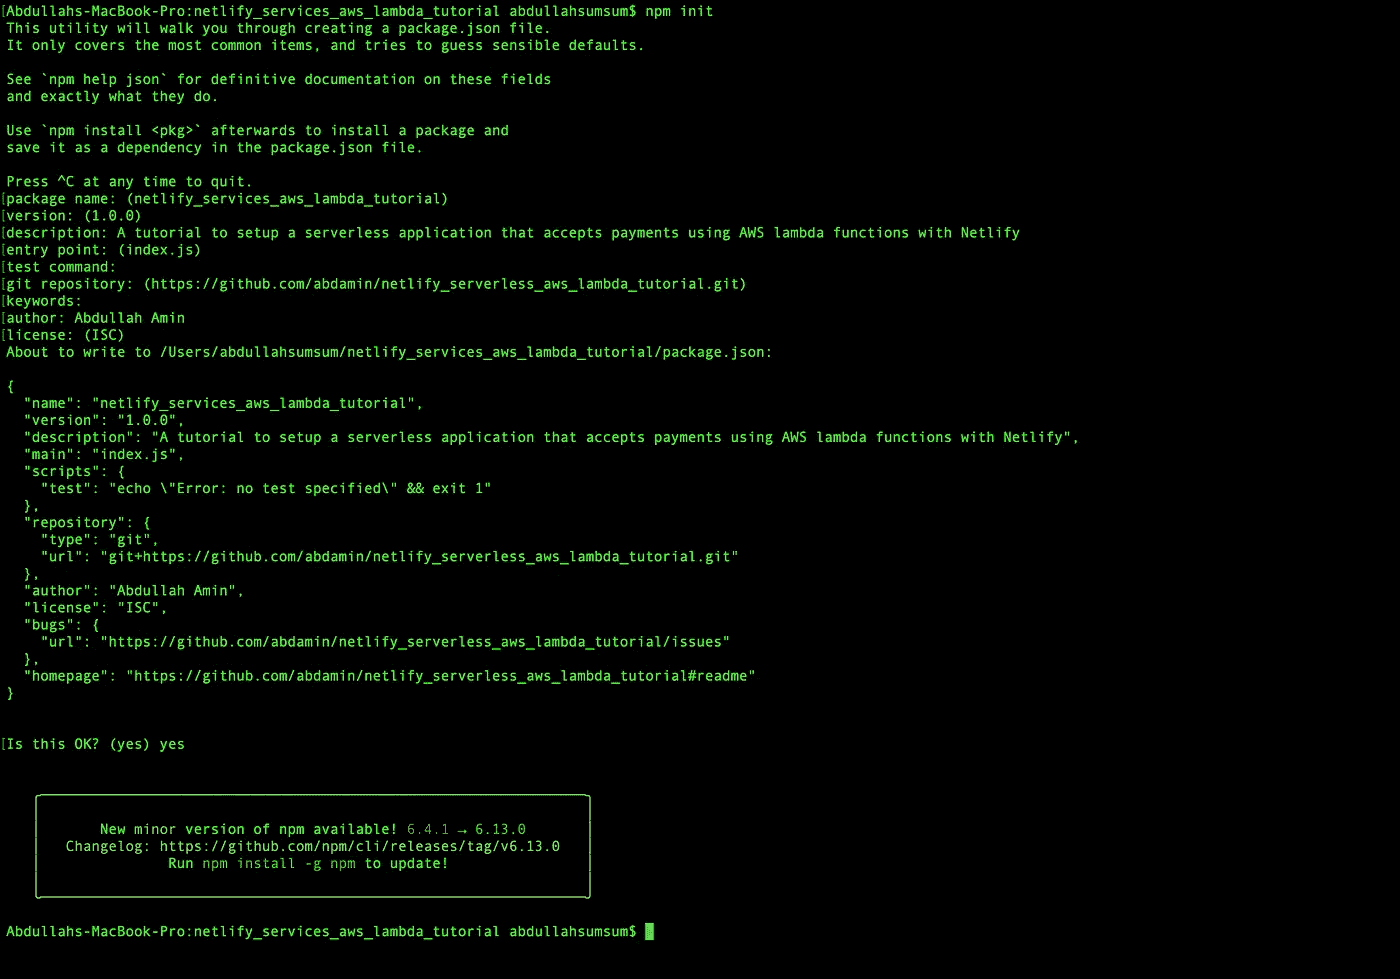 [Abdullahs-MacBook-Pro:netlify_services_aws_lambda_tutorial abdullahsumsum$ npm init
This utility will walk you through creating a package.json file.
It only covers the most common items, and tries to guess sensible defaults.
See `npm help json` for definitive documentation on these fields
and exactly what they do.
Use `npm install <pkg>` afterwards to install a package and
save it as a dependency in the package.json file.
Press ^C at any time to quit.
[package name: (netlify_services_aws_lambda_tutorial)
[version: (1.0.0)
[description: A tutorial to setup a serverless application that accepts payments using AWS lambda functions with Netlify
[entry point: (index.js)
[test command:
[git repository: (https://github.com/abdamin/netlify_serverless_aws_lambda_tutorial.git)
[keywords:
[author: Abdullah Amin
[license: (ISC)
About to write to /Users/abdullahsumsum/netlify_services_aws_lambda_tutorial/package.json:
{
  "name": "netlify_services_aws_lambda_tutorial",
  "version": "1.0.0",
  "description": "A tutorial to setup a serverless application that accepts payments using AWS lambda functions with Netlify",
  "main": "index.js",
  "scripts": {
    "test": "echo \"Error: no test specified\" && exit 1"
  },
  "repository": {
    "type": "git",
    "url": "git+https://github.com/abdamin/netlify_serverless_aws_lambda_tutorial.git"
  },
  "author": "Abdullah Amin",
  "license": "ISC",
  "bugs": {
    "url": "https://github.com/abdamin/netlify_serverless_aws_lambda_tutorial/issues"
  },
  "homepage": "https://github.com/abdamin/netlify_serverless_aws_lambda_tutorial#readme"
}
[Is this OK? (yes) yes
New minor version of npm available! 6.4.1 → 6.13.0
Changelog: https://github.com/npm/cli/releases/tag/v6.13.0
Run npm install -g npm to update!
Abdullahs-MacBook-Pro:netlify_services_aws_lambda_tutorial abdullahsumsum$